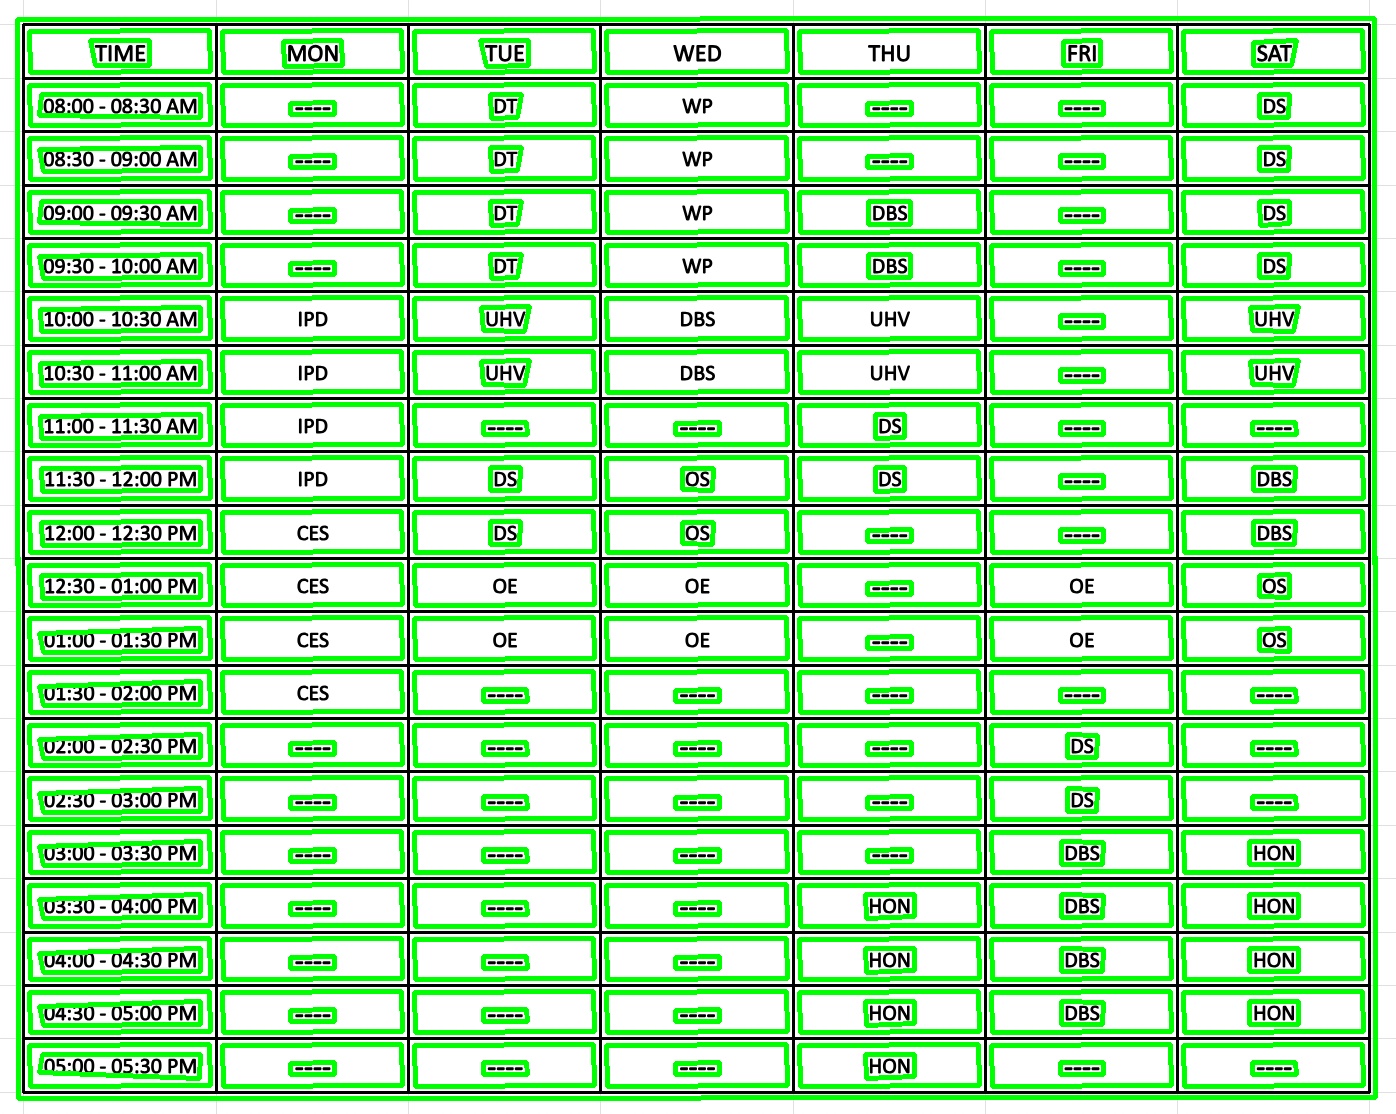 TIME MON TUE WED THU FRI SAT
08:00 - 08:30 AM ---- DT WP ---- ---- DS
08:30 - 09:00 AM ---- DT WP ---- ---- DS
09:00 - 09:30 AM ---- DT WP DBS ---- DS
09:30 - 10:00 AM ---- DT WP DBS ---- DS
10:00 - 10:30 AM IPD UHV DBS UHV ---- UHV
10:30 - 11:00 AM IPD UHV DBS UHV ---- UHV
11:00 - 11:30 AM IPD ---- ---- DS ---- ----
11:30 - 12:00 PM IPD DS OS DS ---- DBS
12:00 - 12:30 PM CES DS OS ---- ---- DBS
12:30 - 01:00 PM CES OE OE ---- OE OS
01:00 - 01:30 PM CES OE OE ---- OE OS
01:30 - 02:00 PM CES ---- ---- ---- ---- ----
02:00 - 02:30 PM ---- ---- ---- ---- DS ----
02:30 - 03:00 PM ---- ---- ---- ---- DS ----
03:00 - 03:30 PM ---- ---- ---- ---- DBS HON
03:30 - 04:00 PM ---- ---- ---- HON DBS HON
04:00 - 04:30 PM ---- ---- ---- HON DBS HON
04:30 - 05:00 PM ---- ---- ---- HON DBS HON
05:00 - 05:30 PM ---- ---- ---- HON ---- ----